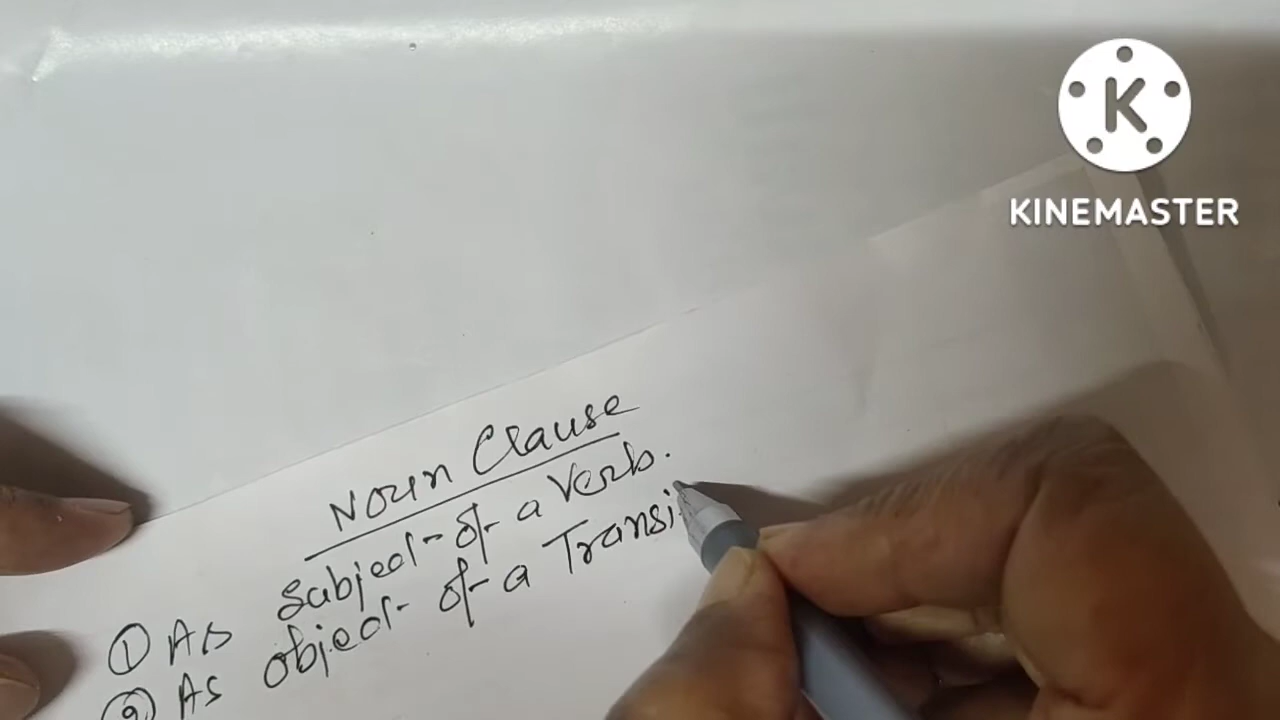 K
KINEMASTER
Noun Clause
① As subject of a verb.
② As object of a Transi